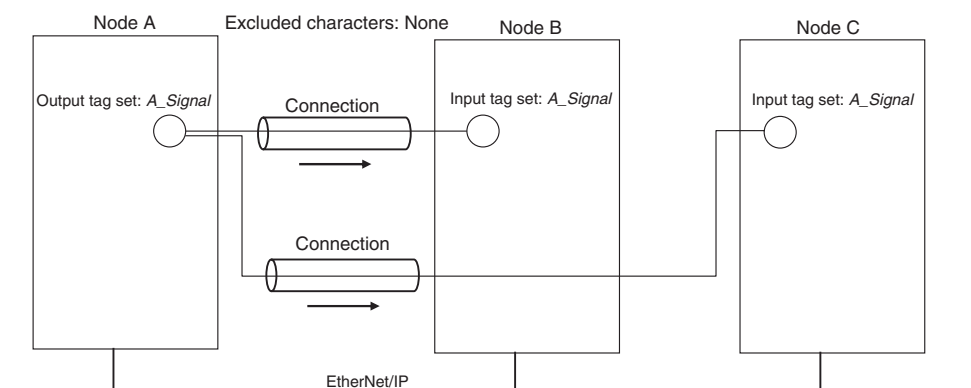 Node A
Excluded characters: None
Node B
Node C
Output tag set: A_Signal
Connection
Input tag set: A_Signal
Input tag set: A_Signal
Connection
EtherNet/IP